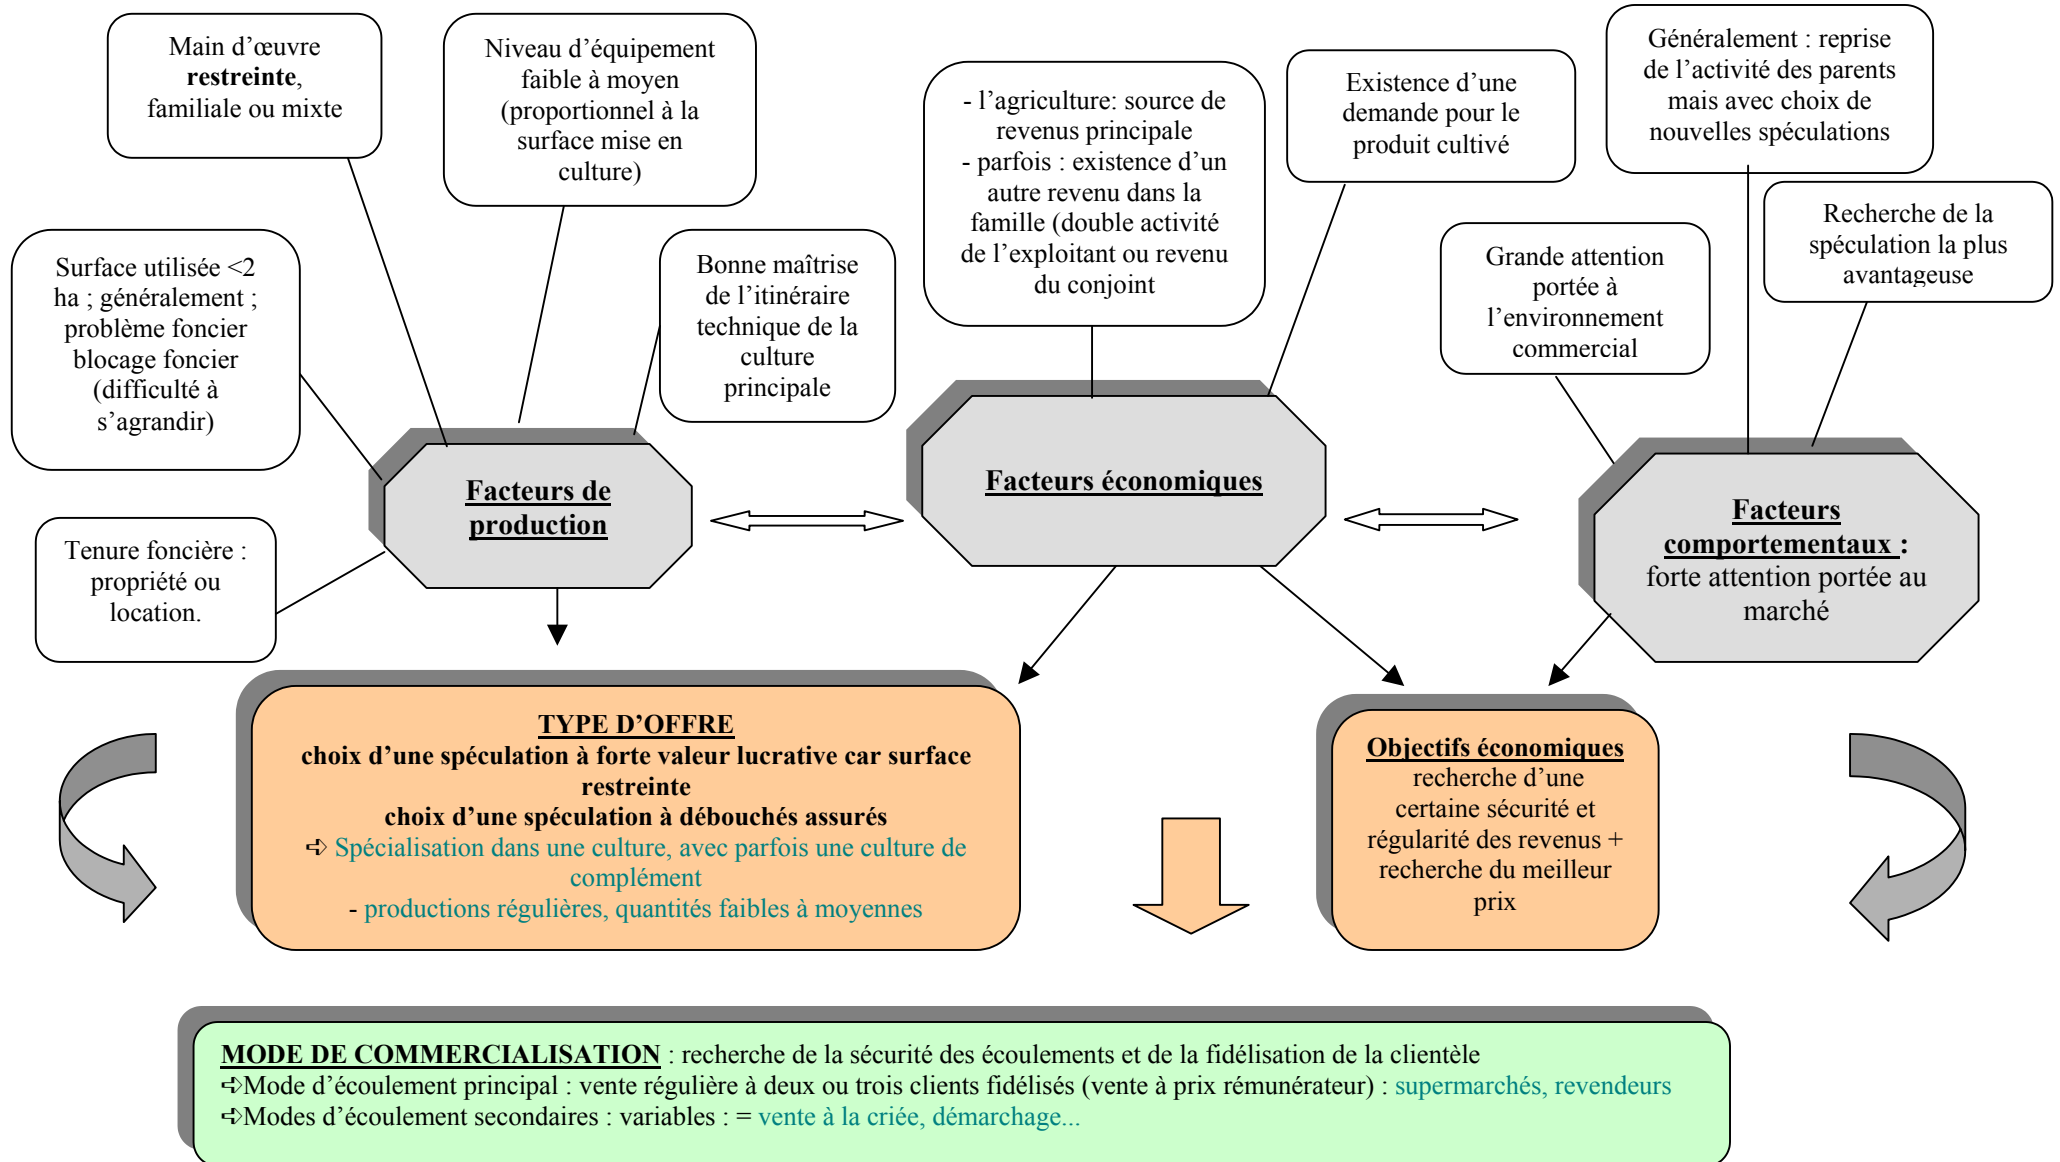 Main d’œuvre
restreinte,
familiale ou mixte
Niveau d’équipement
faible à moyen
(proportionnel à la
surface mise en
culture)
- l’agriculture: source de
revenus principale
- parfois : existence d’un
autre revenu dans la
famille (double activité
de l’exploitant ou revenu
du conjoint
Existence d’une
demande pour le
produit cultivé
Généralement : reprise
de l’activité des parents
mais avec choix de
nouvelles spéculations
Recherche de la
spéculation la plus
avantageuse
Grande attention
portée à
l’environnement
commercial
Surface utilisée <2
ha ; généralement ;
problème foncier
blocage foncier
(difficulté à
s’agrandir)
Bonne maîtrise
de l’itinéraire
technique de la
culture
principale
Tenure foncière :
propriété ou
location.
Facteurs de
production
Facteurs économiques
Facteurs
comportementaux :
forte attention portée au
marché
TYPE D’OFFRE
choix d’une spéculation à forte valeur lucrative car surface
restreinte
choix d’une spéculation à débouchés assurés
➪ Spécialisation dans une culture, avec parfois une culture de
complément
- productions régulières, quantités faibles à moyennes
Objectifs économiques
recherche d’une
certaine sécurité et
régularité des revenus +
recherche du meilleur
prix
MODE DE COMMERCIALISATION : recherche de la sécurité des écoulements et de la fidélisation de la clientèle
➪Mode d’écoulement principal : vente régulière à deux ou trois clients fidélisés (vente à prix rémunérateur) : supermarchés, revendeurs
➪Modes d’écoulement secondaires : variables : = vente à la criée, démarchage...